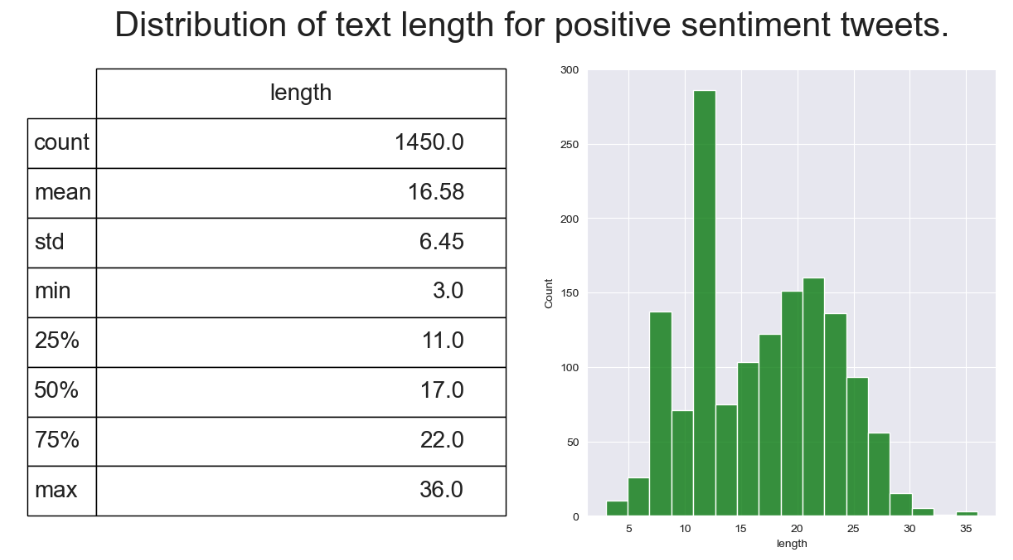 Distribution of text length for positive sentiment tweets.
length
count 1450.0
mean 16.58
std 6.45
min 3.0
25% 11.0
50% 17.0
75% 22.0
max 36.0
300
250
200
150
100
50
0
Count
5 10 15 20 25 30 35
length